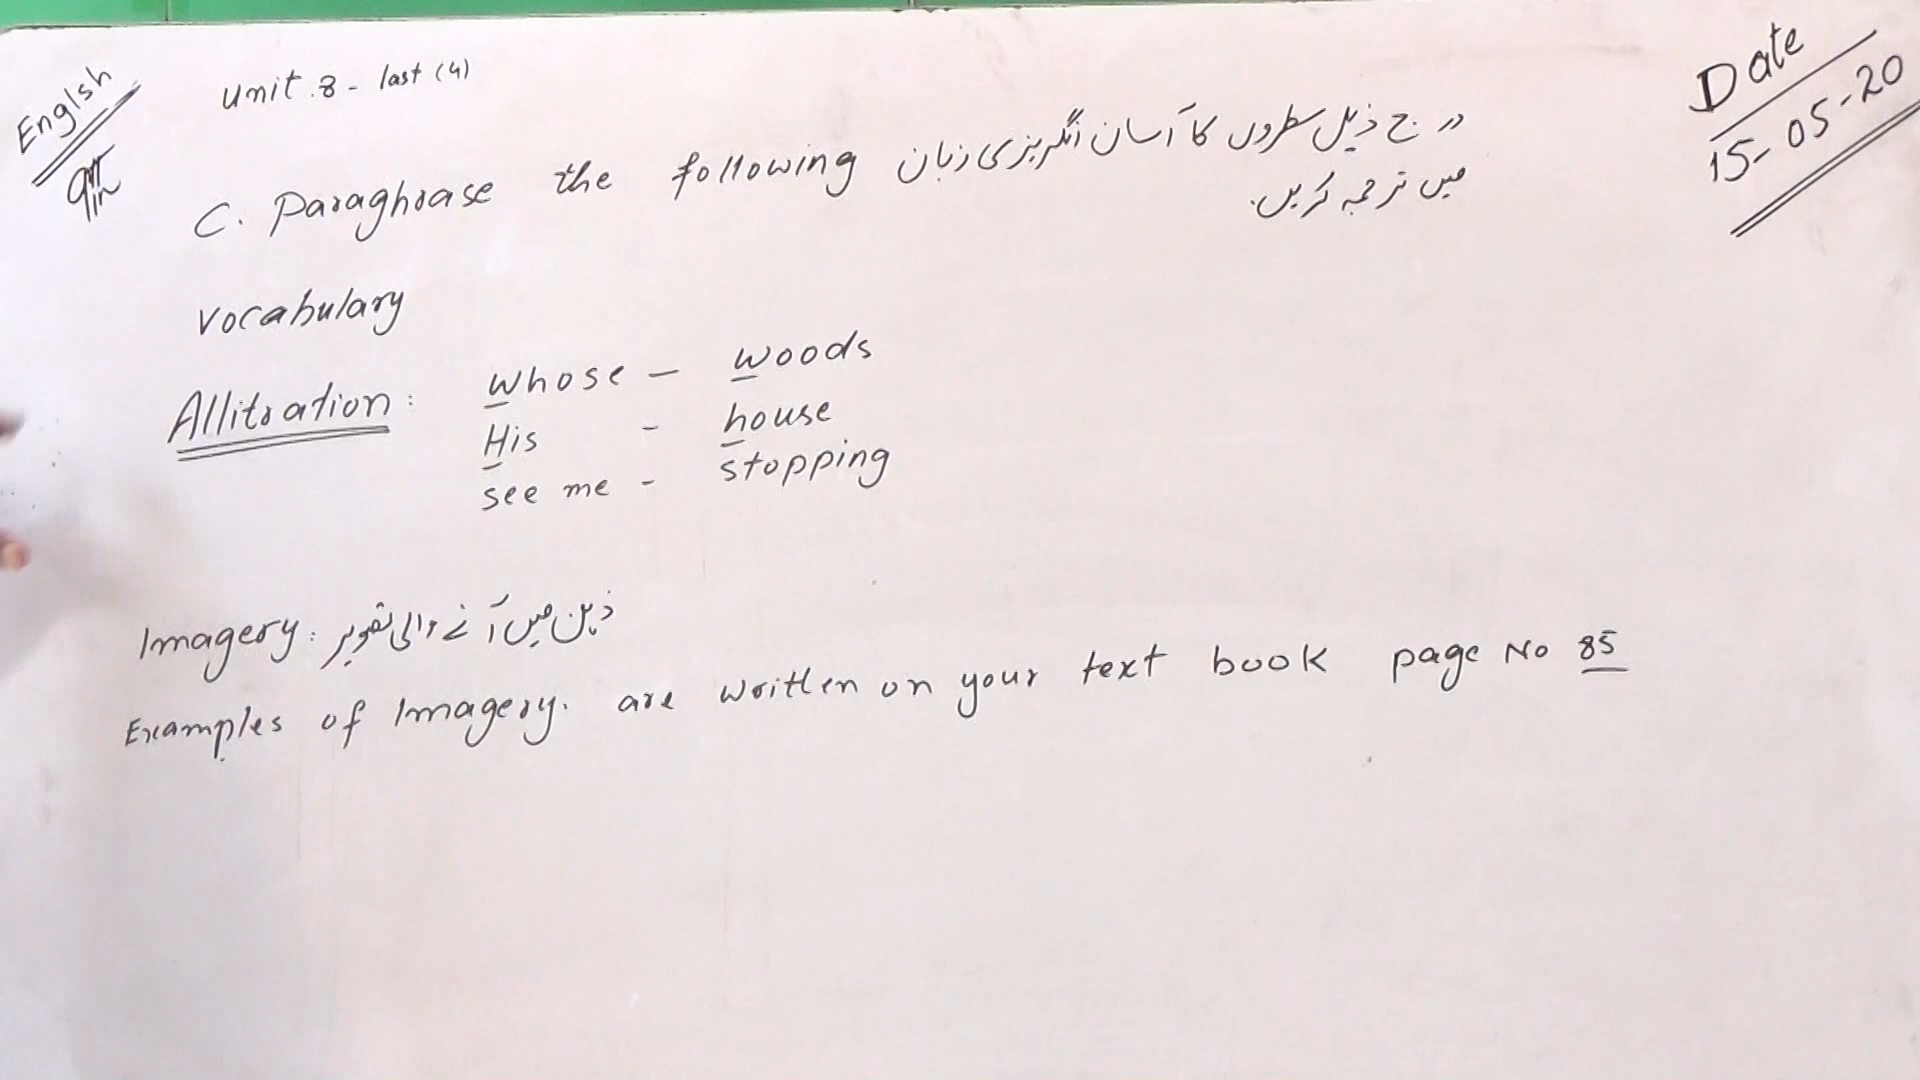 Englsh
9th
Unit.8 - last (4)
Date
15-05-20
C. Paraghrase the following درج ذیل سطروں کا آسان انگریزی زبان
میں ترجمہ کریں.
Vocabulary
Allitration: Whose - woods
His - house
see me - stopping
Imagery: ذہن میں آنے والی تصویر
Examples of Imagery. are written on your text book page No 85